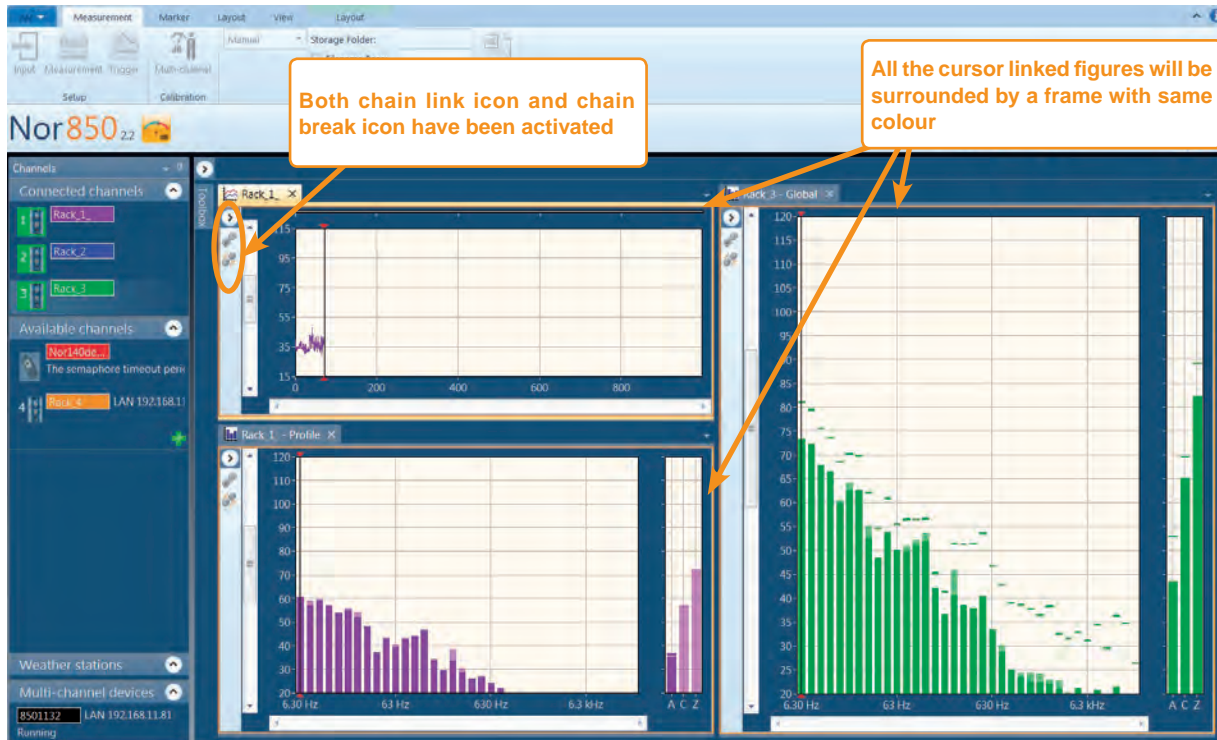 Measurement Marker Layout View Layout
Manual Storage Folder:
Input Measurement Trigger Multi-channel
Setup Calibration
Both chain link icon and chain
break icon have been activated
All the cursor linked figures will be
surrounded by a frame with same
colour
Nor850 2.2
Channels
Connected channels
1 Rack_1_
2 Rack_2
3 Rack_3
Available channels
Nor140de...
The semaphore timeout peri
4 Rack_4 LAN 192.168.11
Weather stations
Multi-channel devices
8501132 LAN 192.168.11.81
Running
Toolbox
Rack_1_
115
95
75
55
35
15
0 200 400 600 800
Rack_1_ - Profile
120
110
100
90
80
70
60
50
40
30
20
6.30 Hz 63 Hz 630 Hz 6.3 kHz A C Z
Rack_3 - Global
120
115
110
105
100
95
90
85
80
75
70
65
60
55
50
45
40
35
30
25
20
6.30 Hz 63 Hz 630 Hz 6.3 kHz A C Z